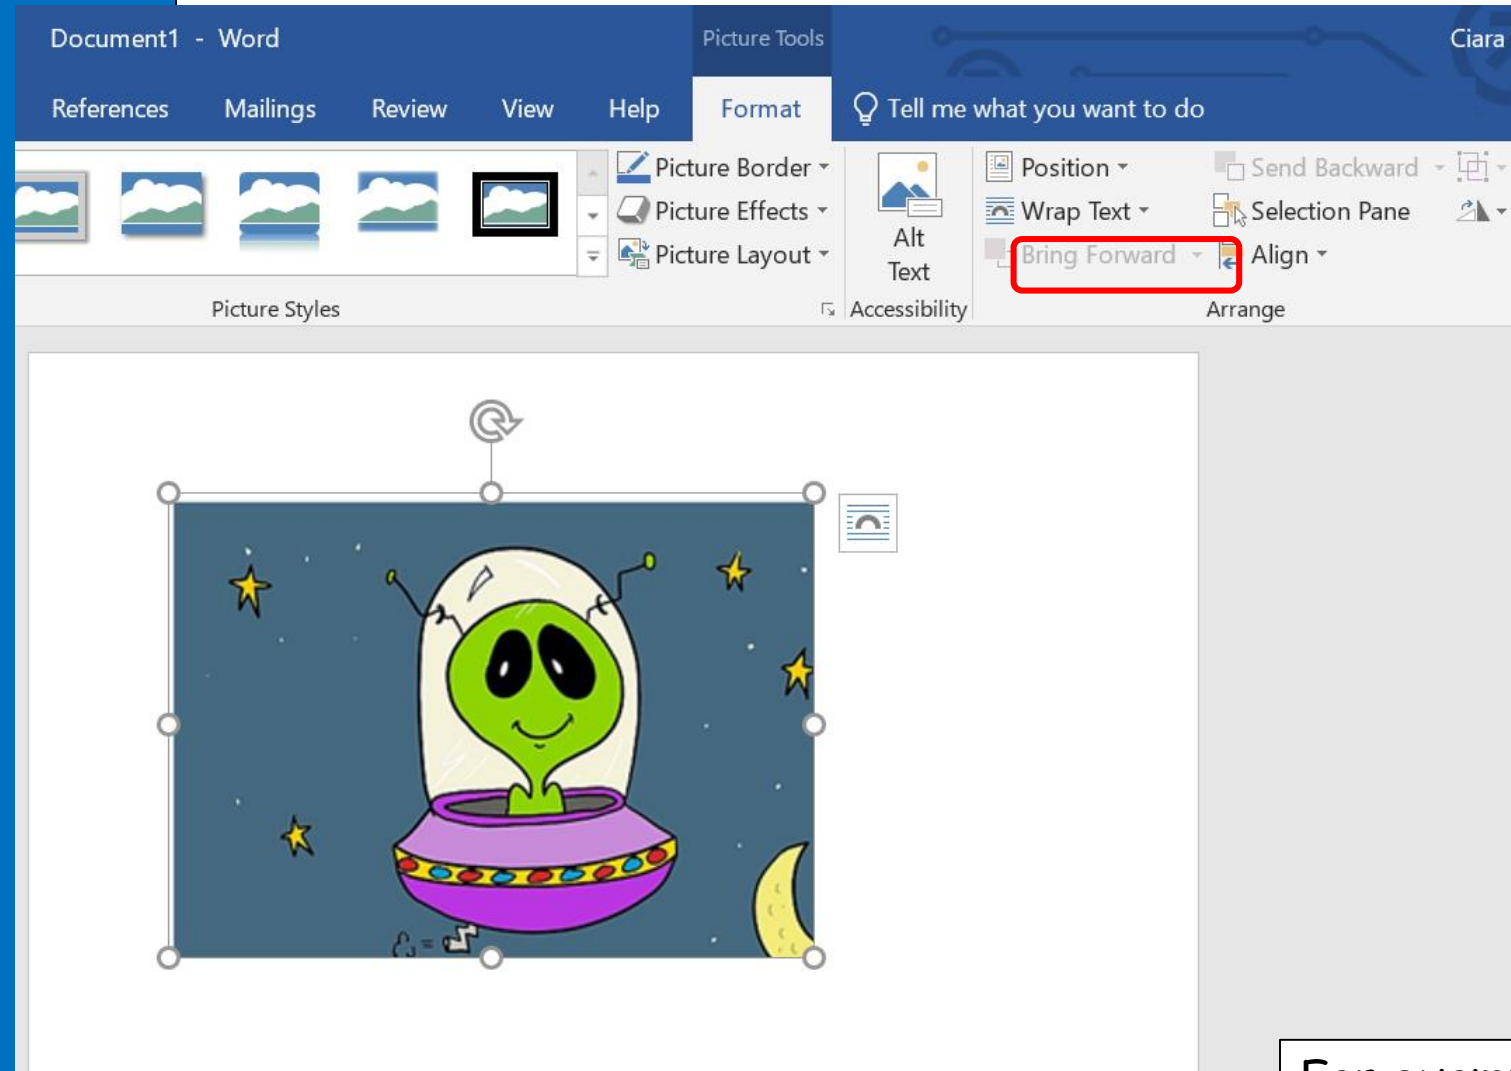 Document1 - Word
Picture Tools
Ciara
References Mailings Review View Help Format Tell me what you want to do
Picture Border
Picture Effects
Picture Layout
Alt
Text
Position
Wrap Text
Bring Forward
Send Backward
Selection Pane
Align
Picture Styles
Accessibility
Arrange
For